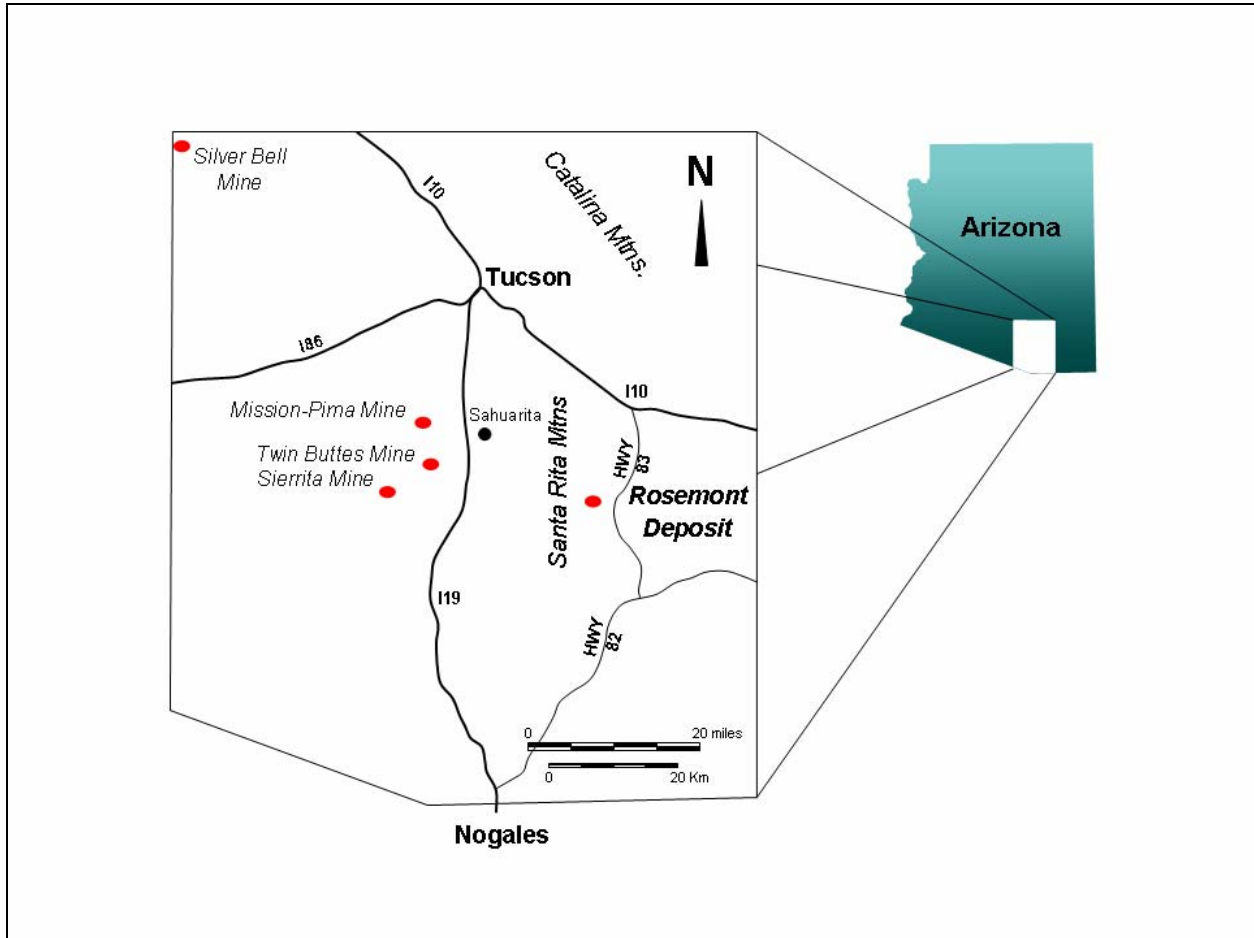 Silver Bell
Mine
I10
Catalina Mtns.
N
Arizona
Tucson
I86
I10
Mission-Pima Mine
Sahuarita
Twin Buttes Mine
Sierrita Mine
Santa Rita Mtns
HWY
83
Rosemont
Deposit
I19
HWY
82
0 20 miles
0 20 Km
Nogales